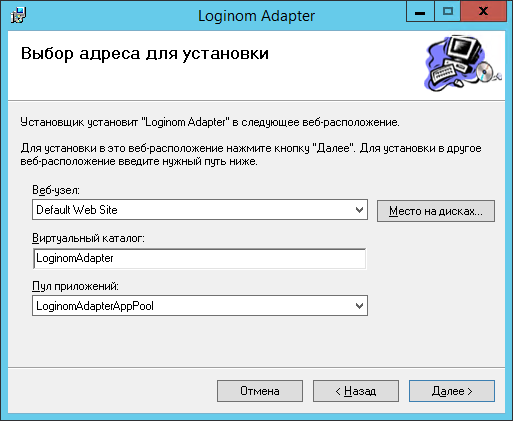 Loginom Adapter
Выбор адреса для установки
Установщик установит "Loginom Adapter" в следующее веб-расположение.
Для установки в это веб-расположение нажмите кнопку "Далее". Для установки в другое
веб-расположение введите нужный путь ниже.
Веб-узел:
Default Web Site
Место на дисках...
Виртуальный каталог:
LoginomAdapter
Пул приложений:
LoginomAdapterAppPool
Отмена
< Назад
Далее >